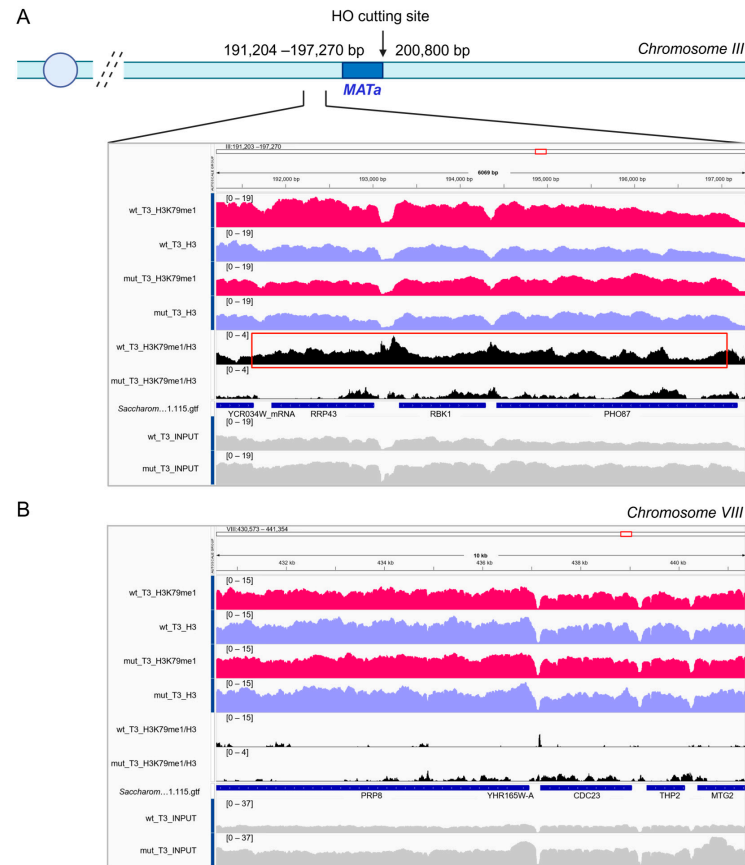 A
HO cutting site
191,204 –197,270 bp
200,800 bp
Chromosome III
MATa
III:191,203 –197,270
AUTOSCALE GROUP
6069 bp
192,000 bp 193,000 bp 194,000 bp 195,000 bp 196,000 bp 197,000 bp
wt_T3_H3K79me1 [0 – 19]
wt_T3_H3 [0 – 19]
mut_T3_H3K79me1 [0 – 19]
mut_T3_H3 [0 – 19]
wt_T3_H3K79me1/H3 [0 – 4]
mut_T3_H3K79me1/H3 [0 – 4]
Saccharom…1.115.gtf
YCR034W_mRNA RRP43 RBK1 PHO87
wt_T3_INPUT [0 – 19]
mut_T3_INPUT [0 – 19]
B
Chromosome VIII
VIII:430,573 – 441,354
AUTOSCALE GROUP
10 kb
432 kb 434 kb 436 kb 438 kb 440 kb
wt_T3_H3K79me1 [0 – 15]
wt_T3_H3 [0 – 15]
mut_T3_H3K79me1 [0 – 15]
mut_T3_H3 [0 – 15]
wt_T3_H3K79me1/H3 [0 – 15]
mut_T3_H3K79me1/H3 [0 – 4]
Saccharom…1.115.gtf
PRP8 YHR165W-A CDC23 THP2 MTG2
wt_T3_INPUT [0 – 37]
mut_T3_INPUT [0 – 37]